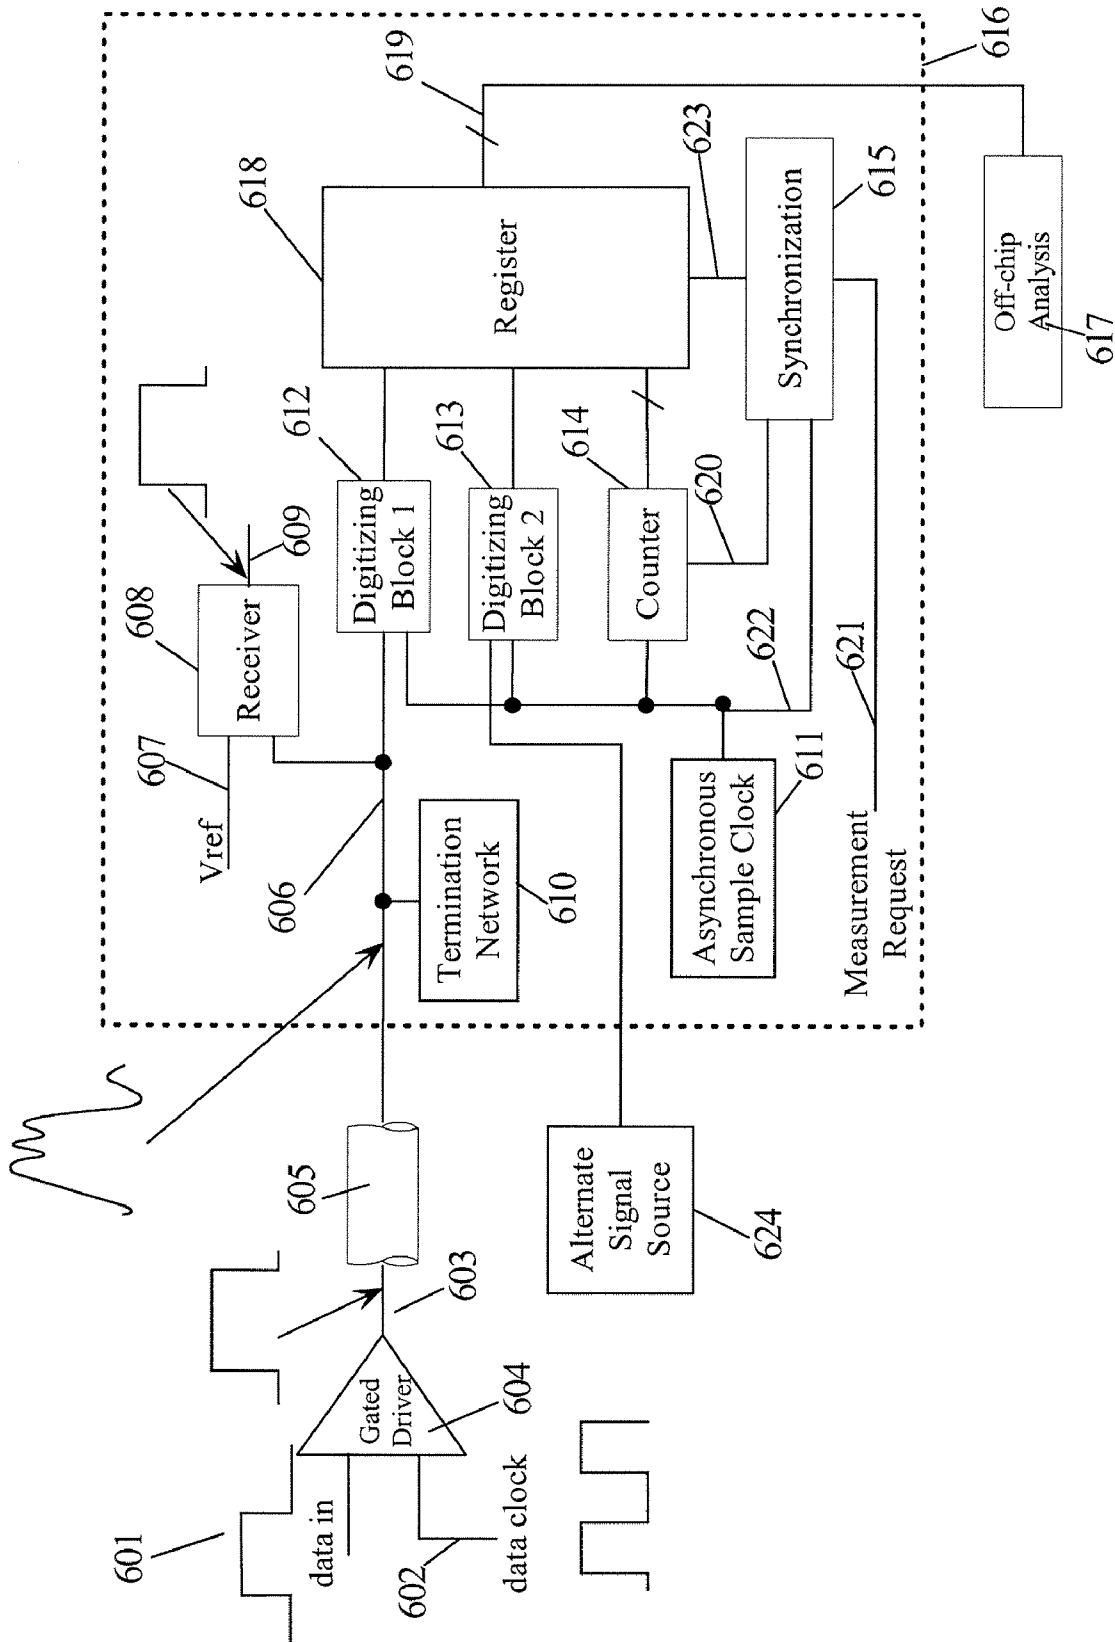 601
data in
602
data clock
Gated
Driver
604
603
605
Alternate
Signal
Source
624
616
Vref
607
608
Receiver
609
606
Termination
Network
610
612
Digitizing
Block 1
613
Digitizing
Block 2
614
Counter
620
Asynchronous
Sample Clock
611
622
Measurement
Request
621
618
Register
619
623
Synchronization
615
Off-chip
Analysis
617